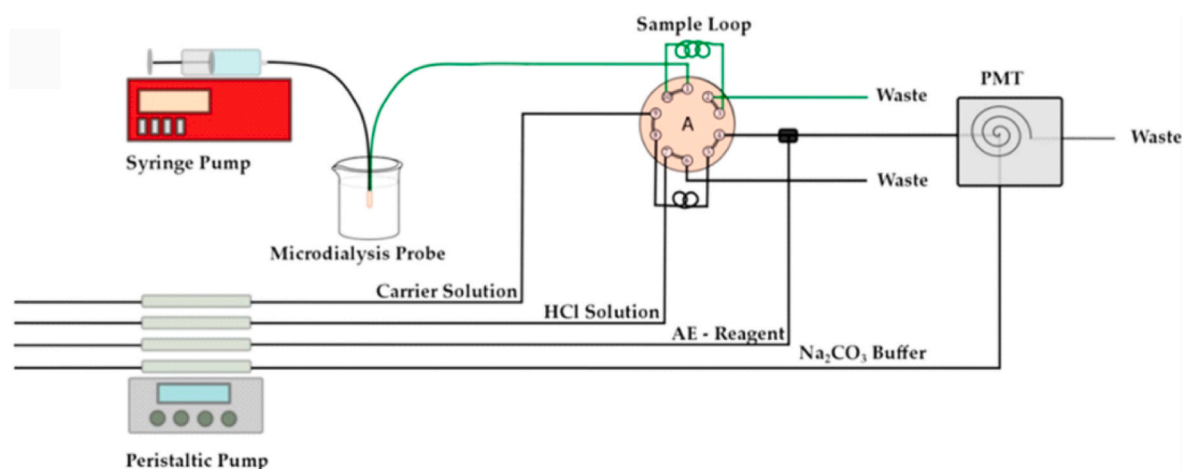 Sample Loop
PMT
Waste
A
Waste
Syringe Pump
Waste
Microdialysis Probe
Carrier Solution
HCl Solution
AE - Reagent
Na₂CO₃ Buffer
Peristaltic Pump